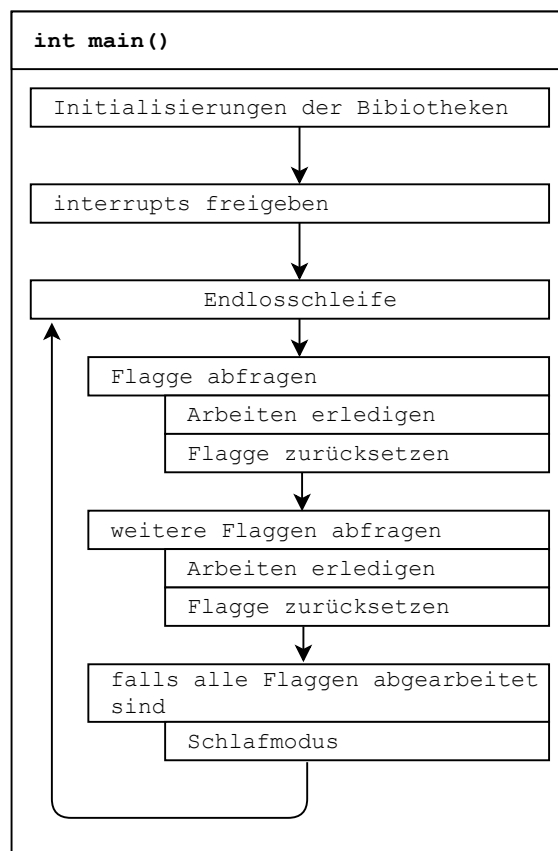 int main()
Initialisierungen der Bibiotheken
interrupts freigeben
Endlosschleife
Flagge abfragen
Arbeiten erledigen
Flagge zurücksetzen
weitere Flaggen abfragen
Arbeiten erledigen
Flagge zurücksetzen
falls alle Flaggen abgearbeitet
sind
Schlafmodus